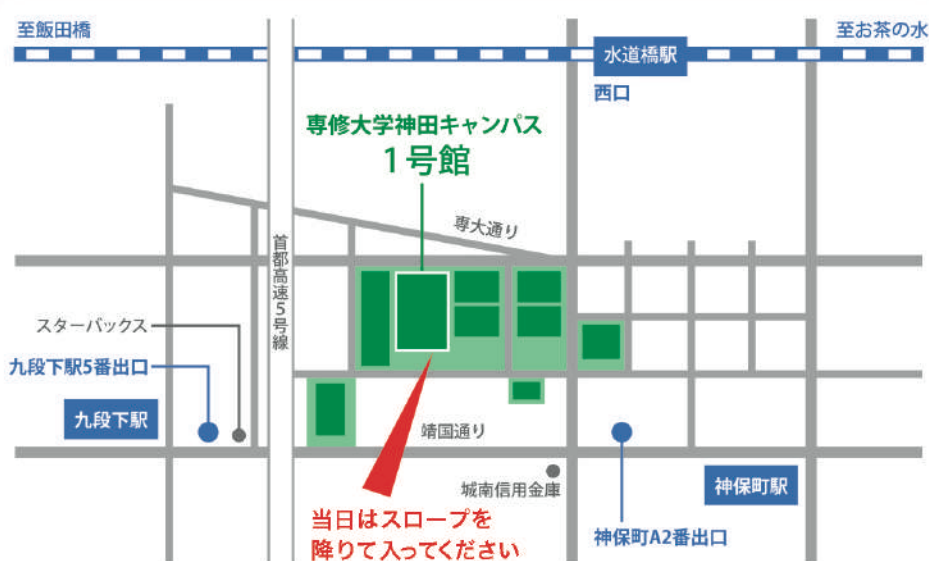 至飯田橋
至お茶の水
水道橋駅
西口
専修大学神田キャンパス
1号館
専大通り
首都高速5号線
スターバックス
九段下駅5番出口
九段下駅
靖国通り
城南信用金庫
神保町駅
当日はスロープを
降りて入ってください
神保町A2番出口